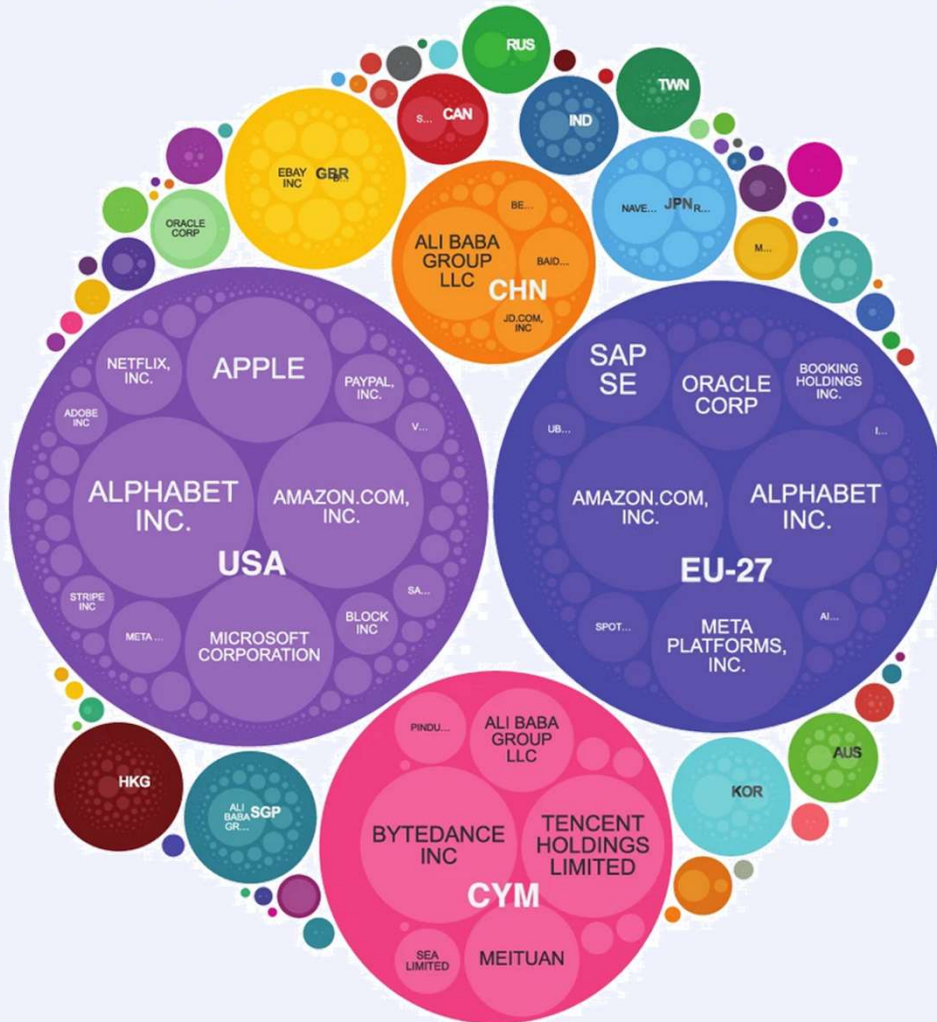 RUS
TWN
S...
CAN
IND
EBAY
INC
GBR
BE...
NAVE...
JPN
R...
ORACLE
CORP
ALI BABA
GROUP
LLC
BAID...
M...
CHN
JD.COM,
INC
NETFLIX,
INC.
APPLE
PAYPAL,
INC.
ADOBE
INC
V...
ALPHABET
INC.
AMAZON.COM,
INC.
USA
STRIPE
INC
SA...
META ...
MICROSOFT
CORPORATION
BLOCK
INC
SAP
SE
ORACLE
CORP
BOOKING
HOLDINGS
INC.
UB...
I...
AMAZON.COM,
INC.
ALPHABET
INC.
EU-27
SPOT...
META
PLATFORMS,
INC.
AI...
HKG
ALI
BABA
GR...
SGP
PINDU...
ALI BABA
GROUP
LLC
BYTEDANCE
INC
TENCENT
HOLDINGS
LIMITED
CYM
SEA
LIMITED
MEITUAN
KOR
AUS